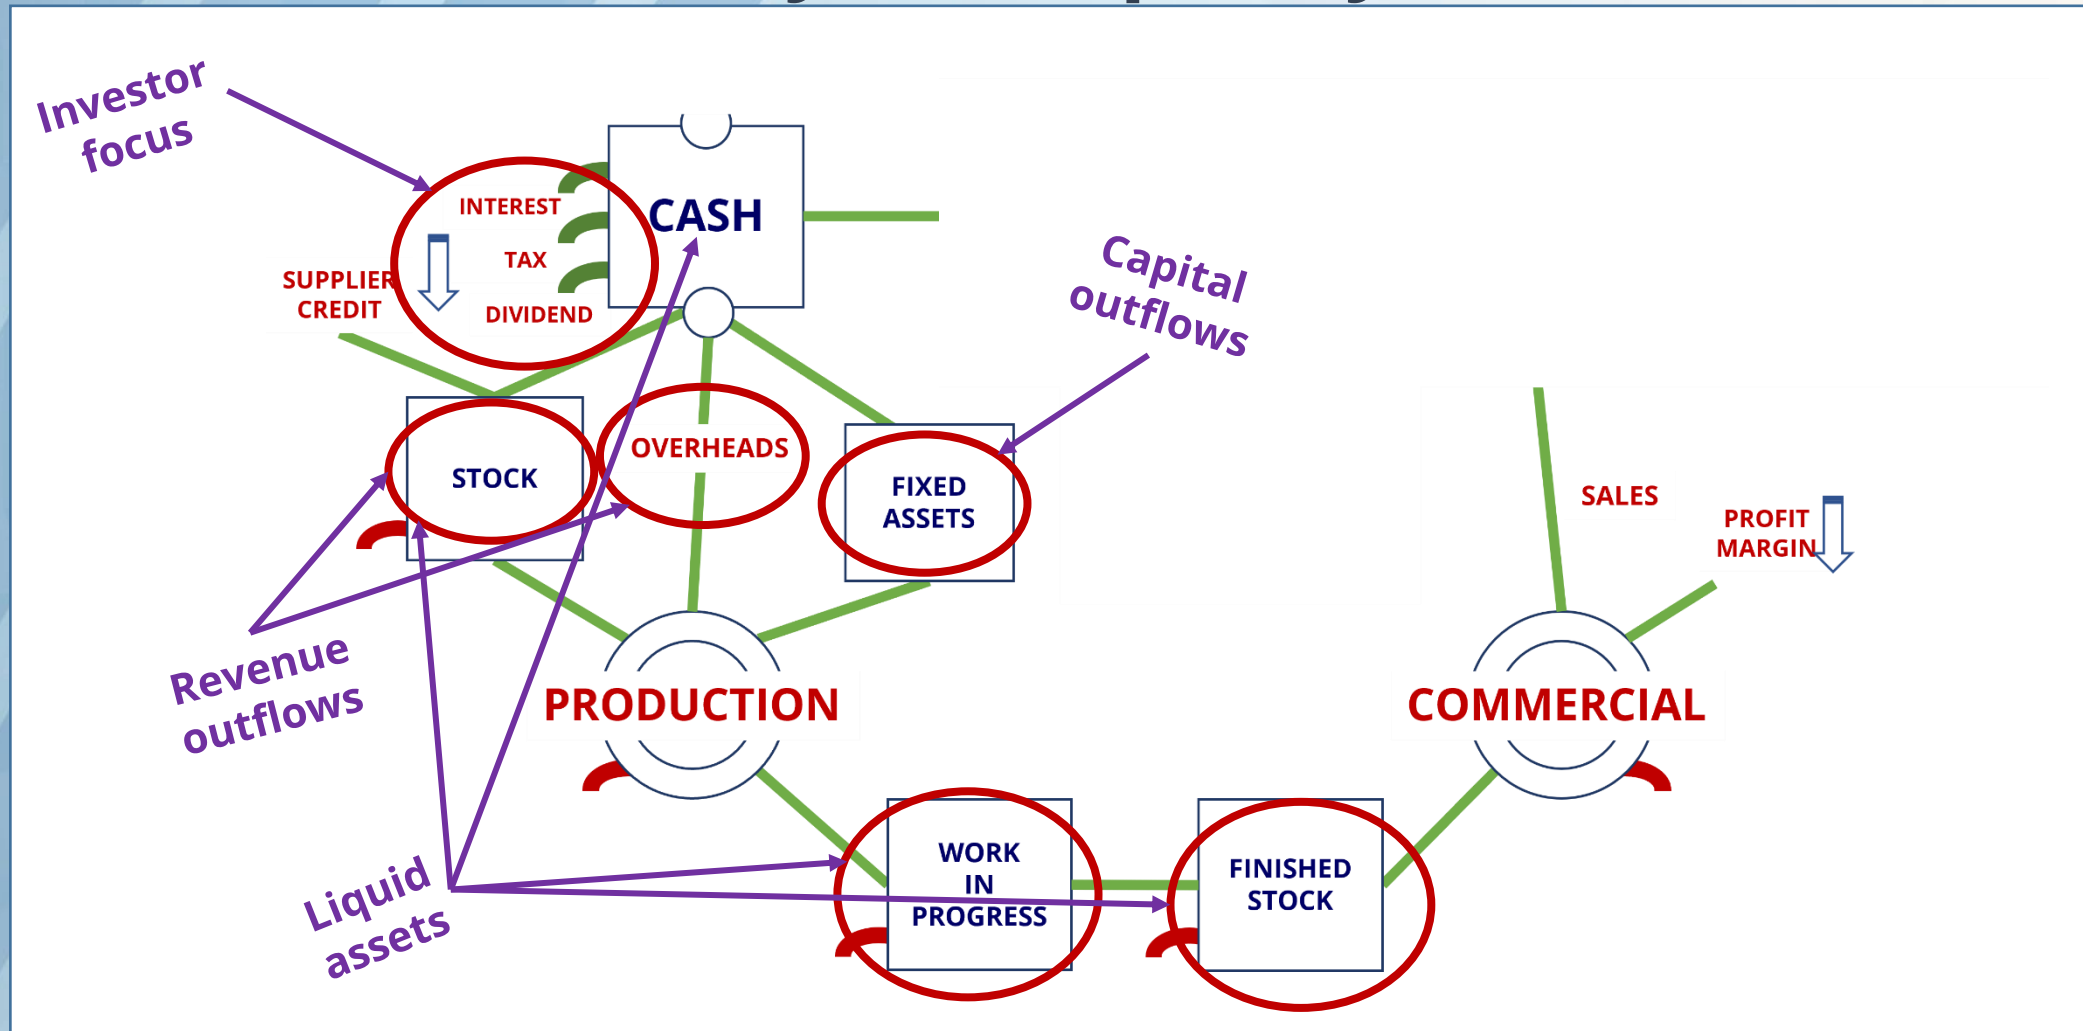 Investor
focus
CASH
INTEREST
TAX
DIVIDEND
SUPPLIER
CREDIT
Capital
outflows
STOCK
OVERHEADS
FIXED
ASSETS
SALES
PROFIT
MARGIN
Revenue
outflows
PRODUCTION
COMMERCIAL
WORK
IN
PROGRESS
FINISHED
STOCK
Liquid
assets